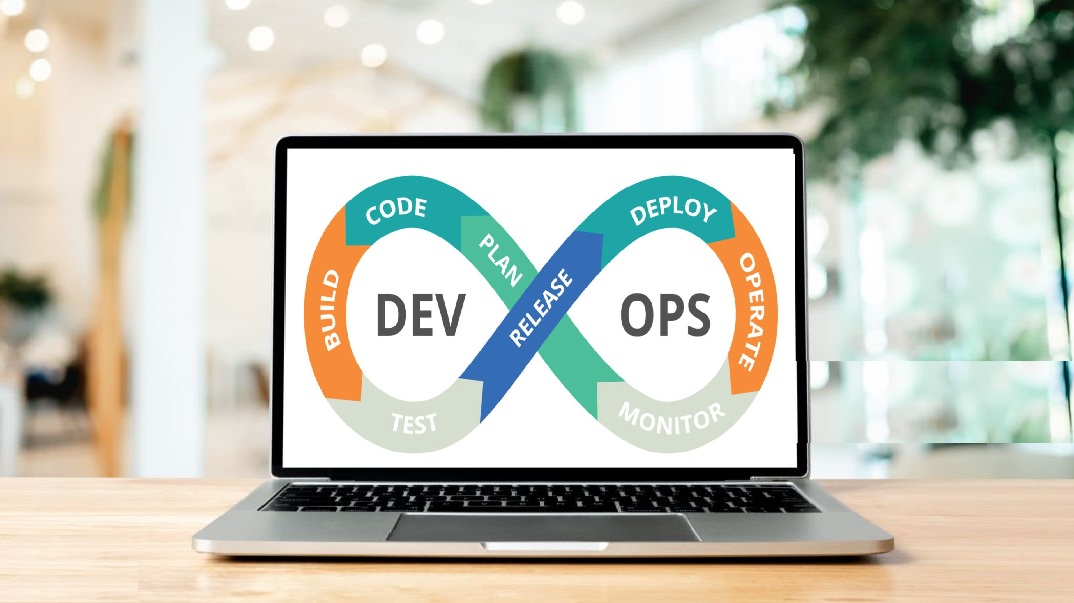 CODE
PLAN
DEPLOY
BUILD
DEV
RELEASE
OPS
OPERATE
TEST
MONITOR